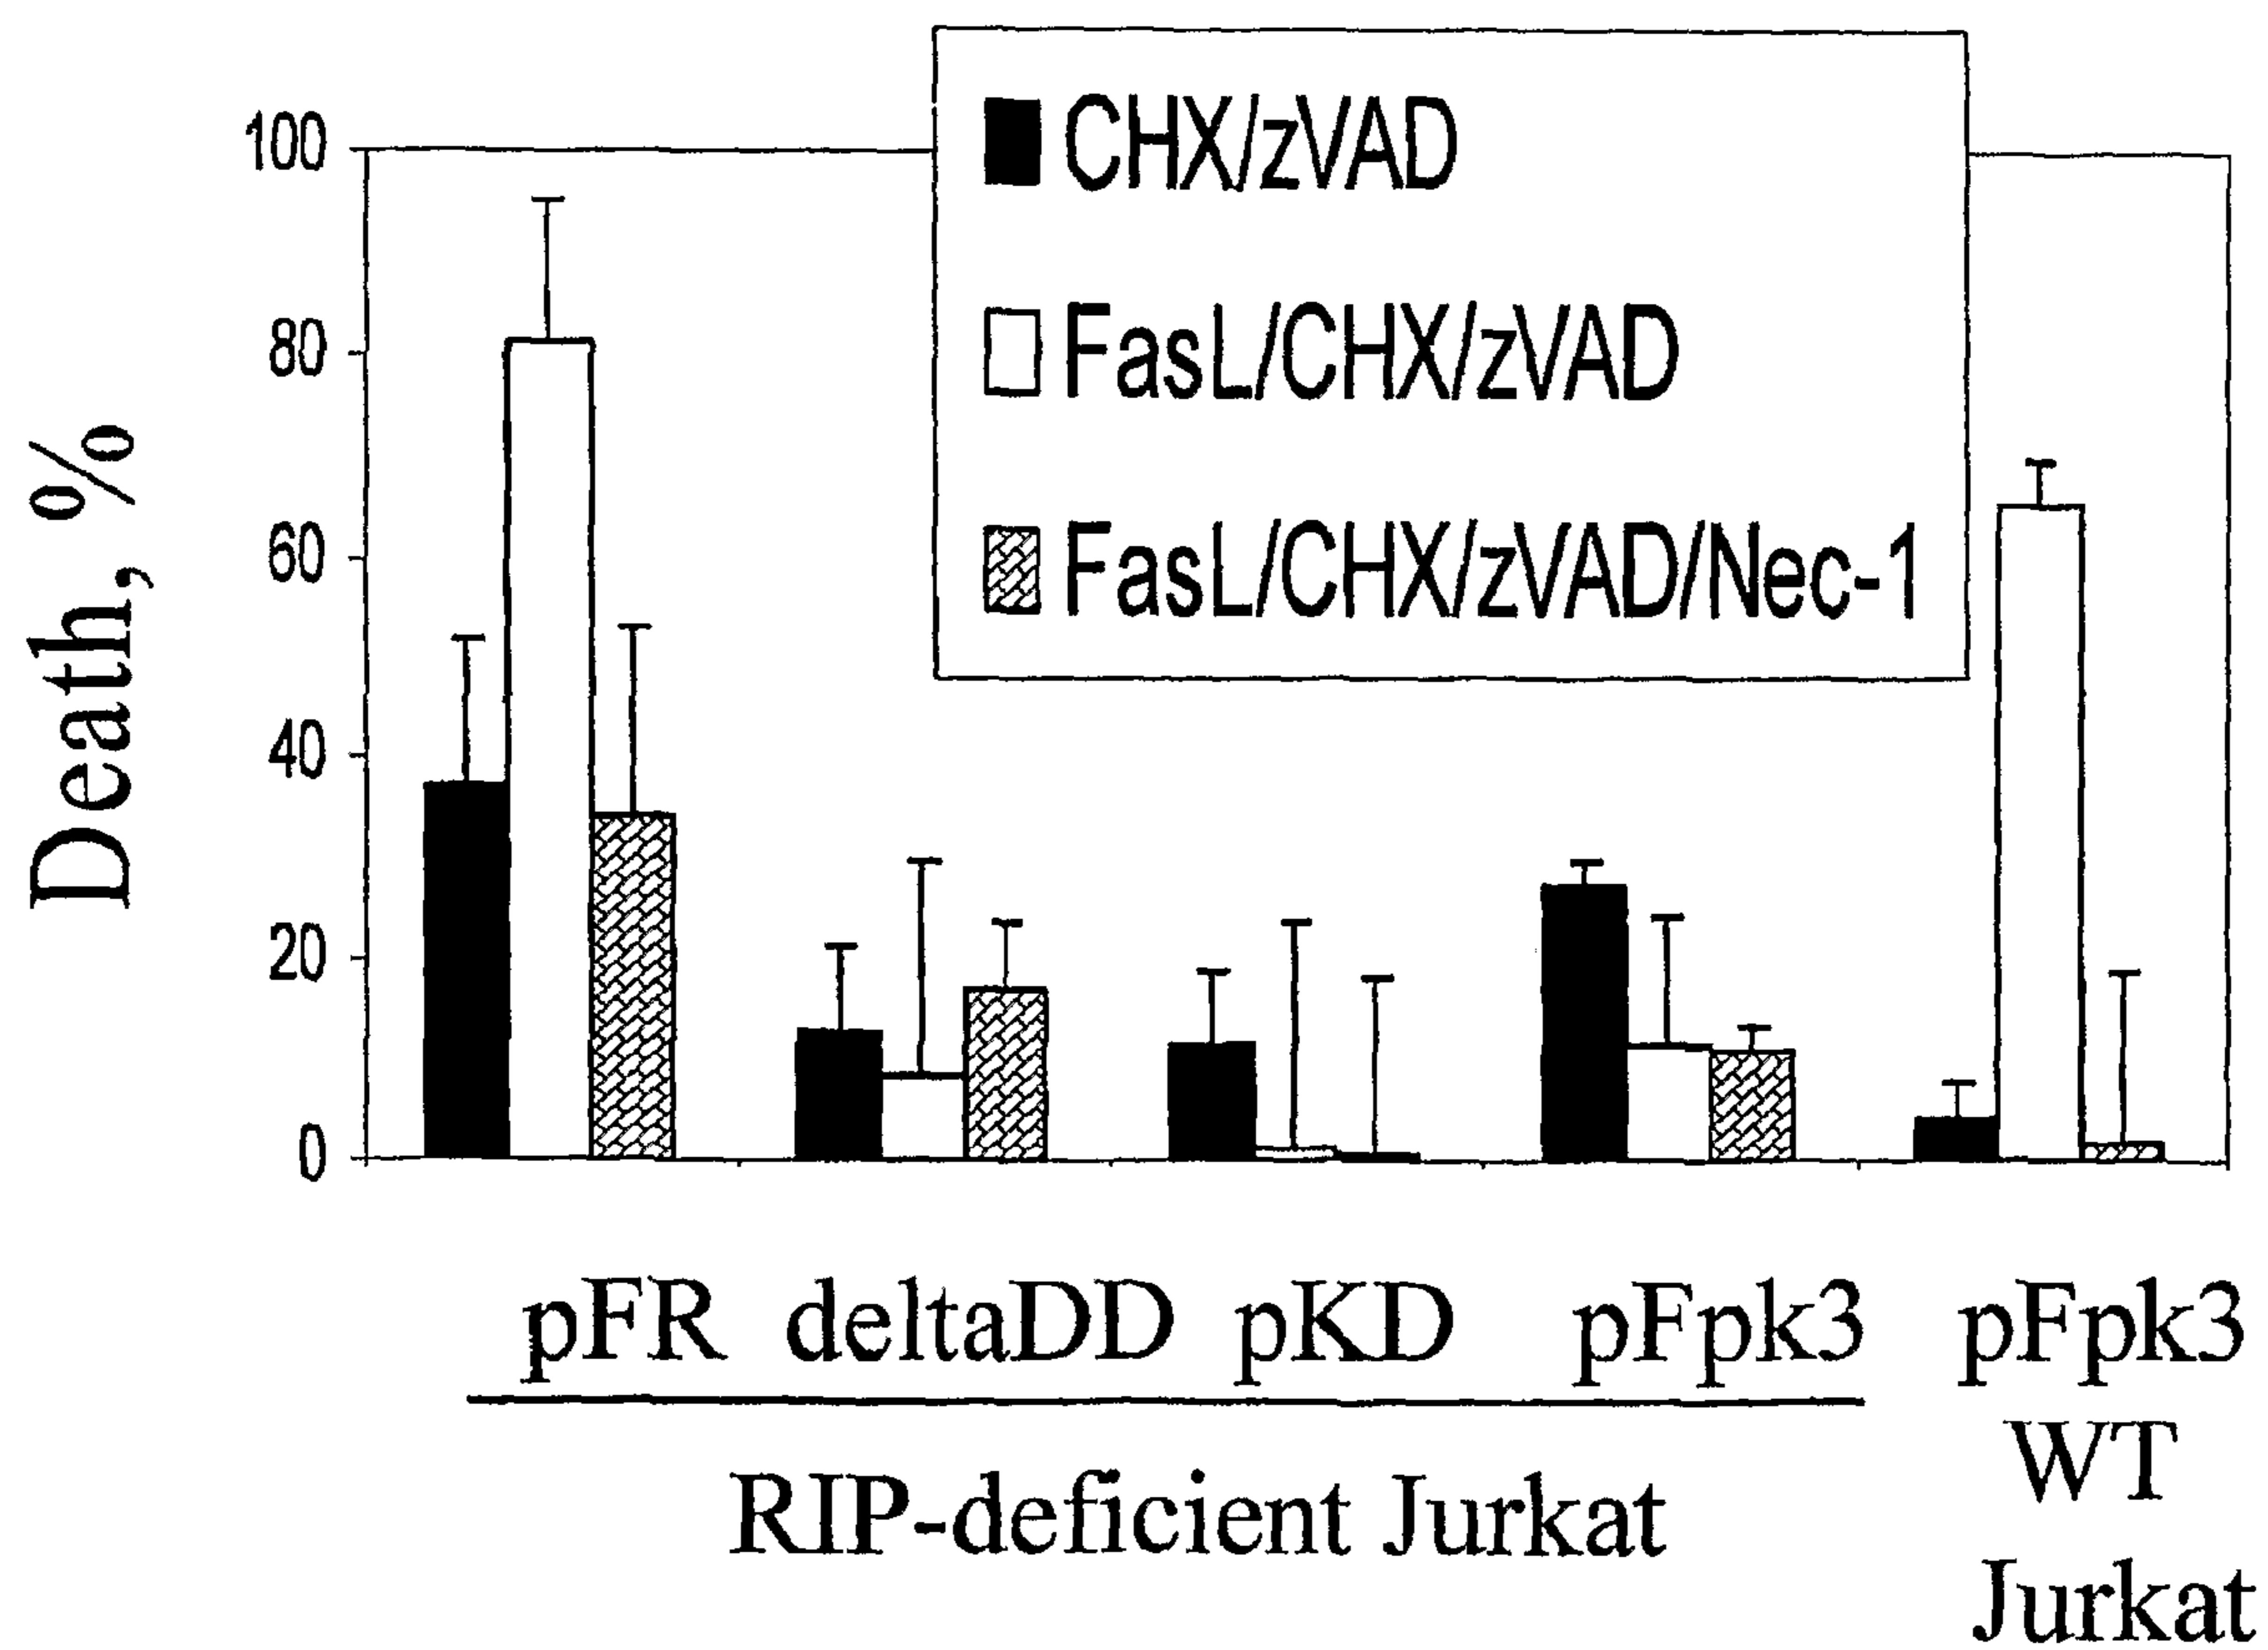 CHX/zVAD
FasL/CHX/zVAD
FasL/CHX/zVAD/Nec-1
Death, %
100
80
60
40
20
0
pFR deltaDD pKD pFpk3 pFpk3
RIP-deficient Jurkat
WT
Jurkat